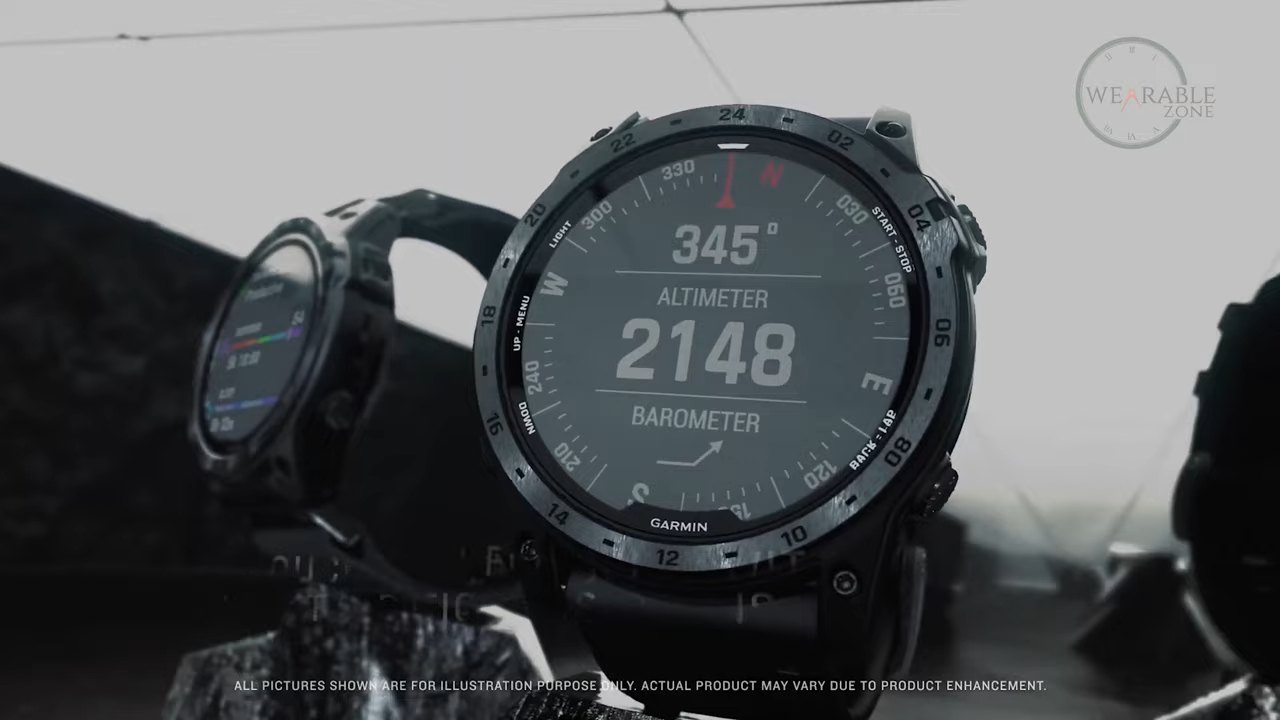 WEARABLE
ZONE
24
22
02
20
04
18
06
16
08
14
10
12
LIGHT
UP · MENU
DOWN
START · STOP
BACK · LAP
330
N
300
030
W
060
240
E
210
120
S
150
345°
ALTIMETER
2148
BAROMETER
GARMIN
ALL PICTURES SHOWN ARE FOR ILLUSTRATION PURPOSE ONLY. ACTUAL PRODUCT MAY VARY DUE TO PRODUCT ENHANCEMENT.